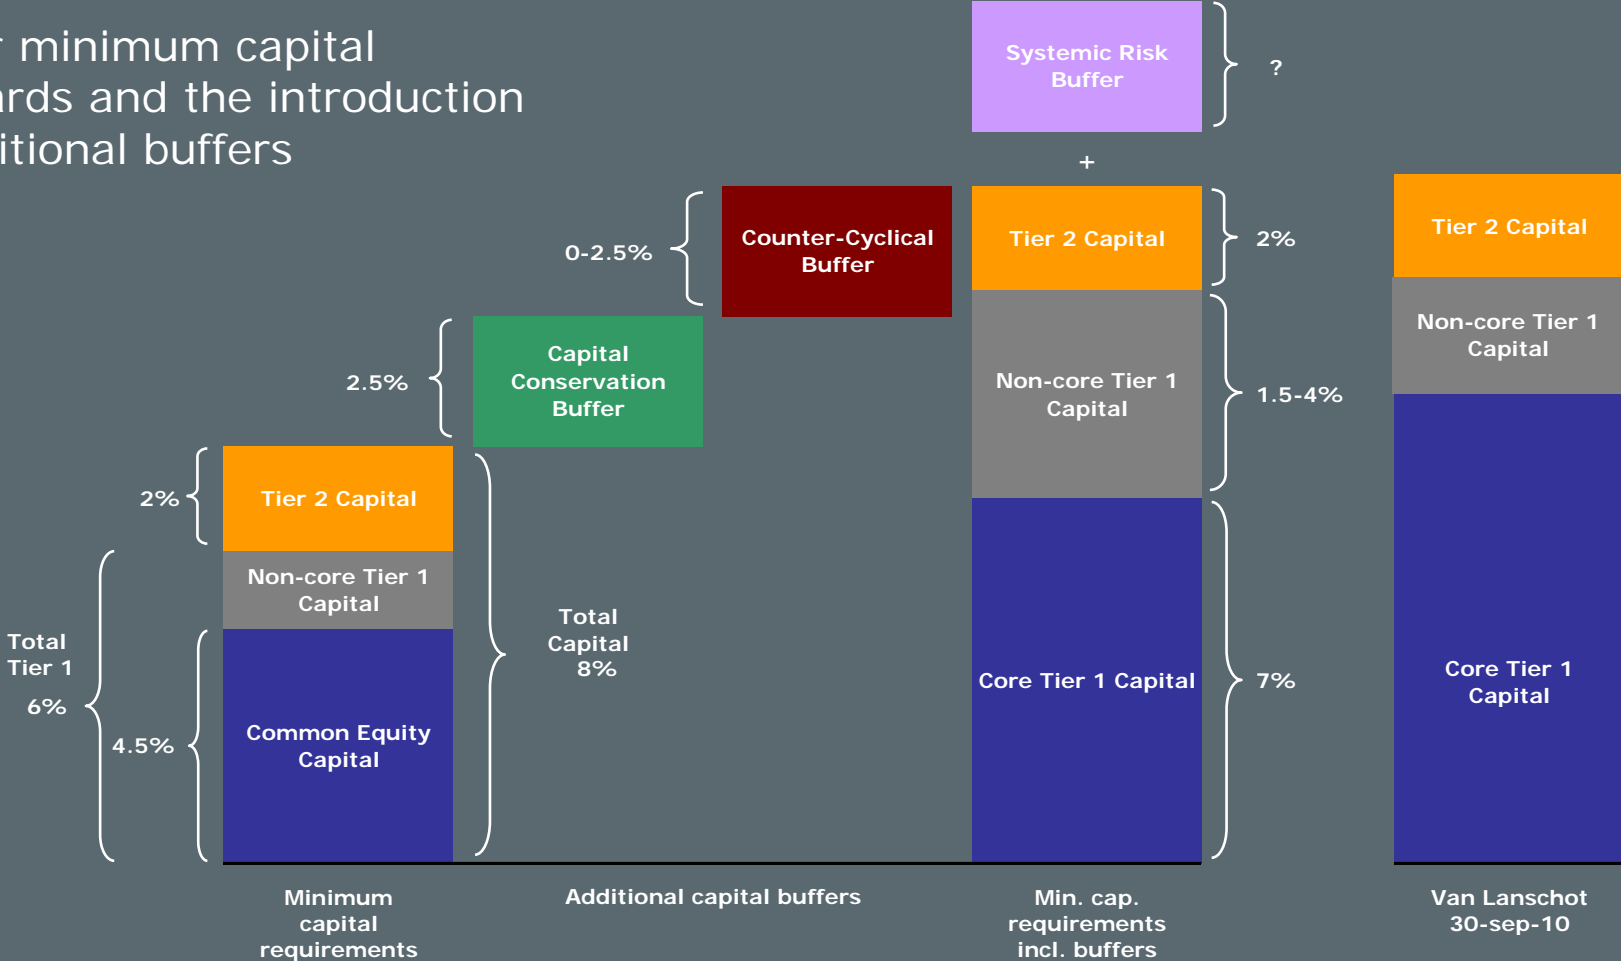 r minimum capital
ards and the introduction
itional buffers
Systemic Risk
Buffer
?
+
Counter-Cyclical
Buffer
0-2.5%
Tier 2 Capital
2%
Tier 2 Capital
Capital
Conservation
Buffer
2.5%
Non-core Tier 1
Capital
1.5-4%
Non-core Tier 1
Capital
2%
Tier 2 Capital
Non-core Tier 1
Capital
Total
Tier 1
6%
4.5%
Common Equity
Capital
Total
Capital
8%
Core Tier 1 Capital
7%
Core Tier 1
Capital
Minimum
capital
requirements
Additional capital buffers
Min. cap.
requirements
incl. buffers
Van Lanschot
30-sep-10